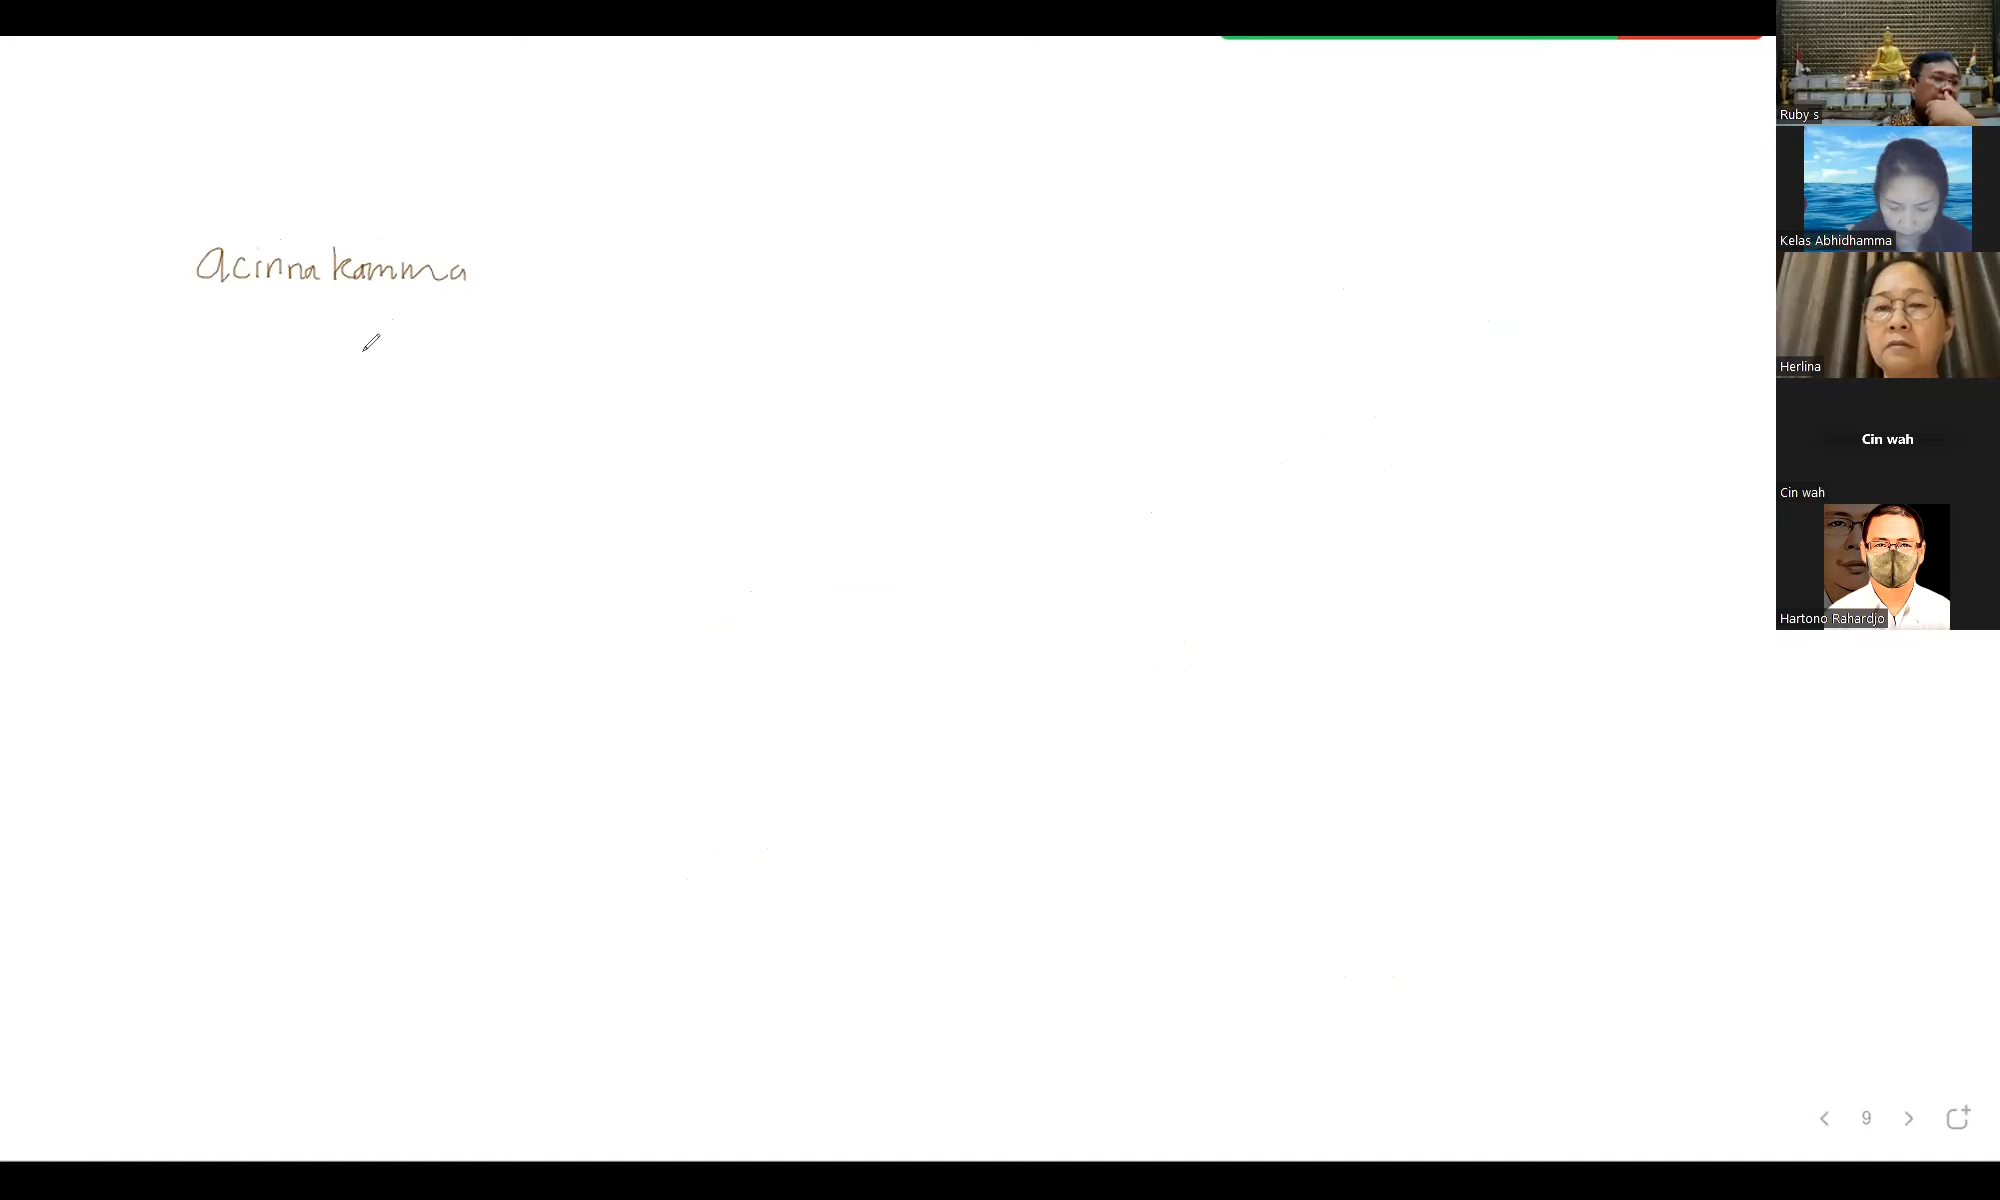 acinna kamma
Ruby s
Kelas Abhidhamma
Herlina
Cin wah
Cin wah
Hartono Rahardjo
9